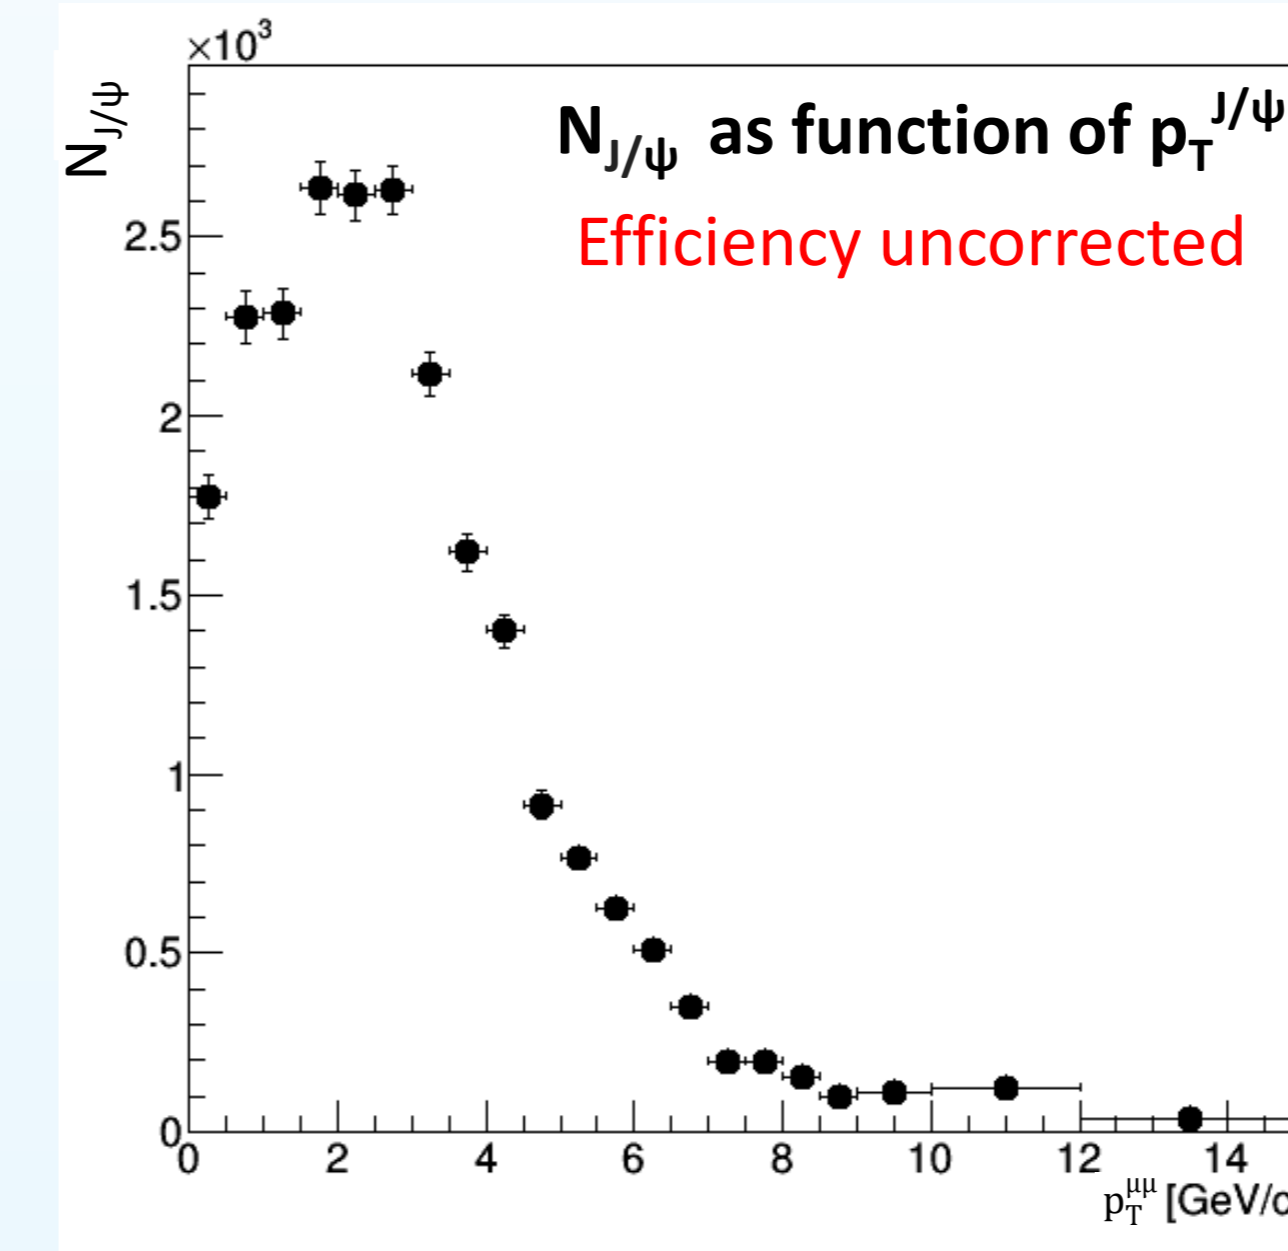 ×10³
N_J/ψ
N_J/ψ as function of p_T^J/ψ
Efficiency uncorrected
2.5
2
1.5
1
0.5
0
0 2 4 6 8 10 12 14
p_T^μμ [GeV/c